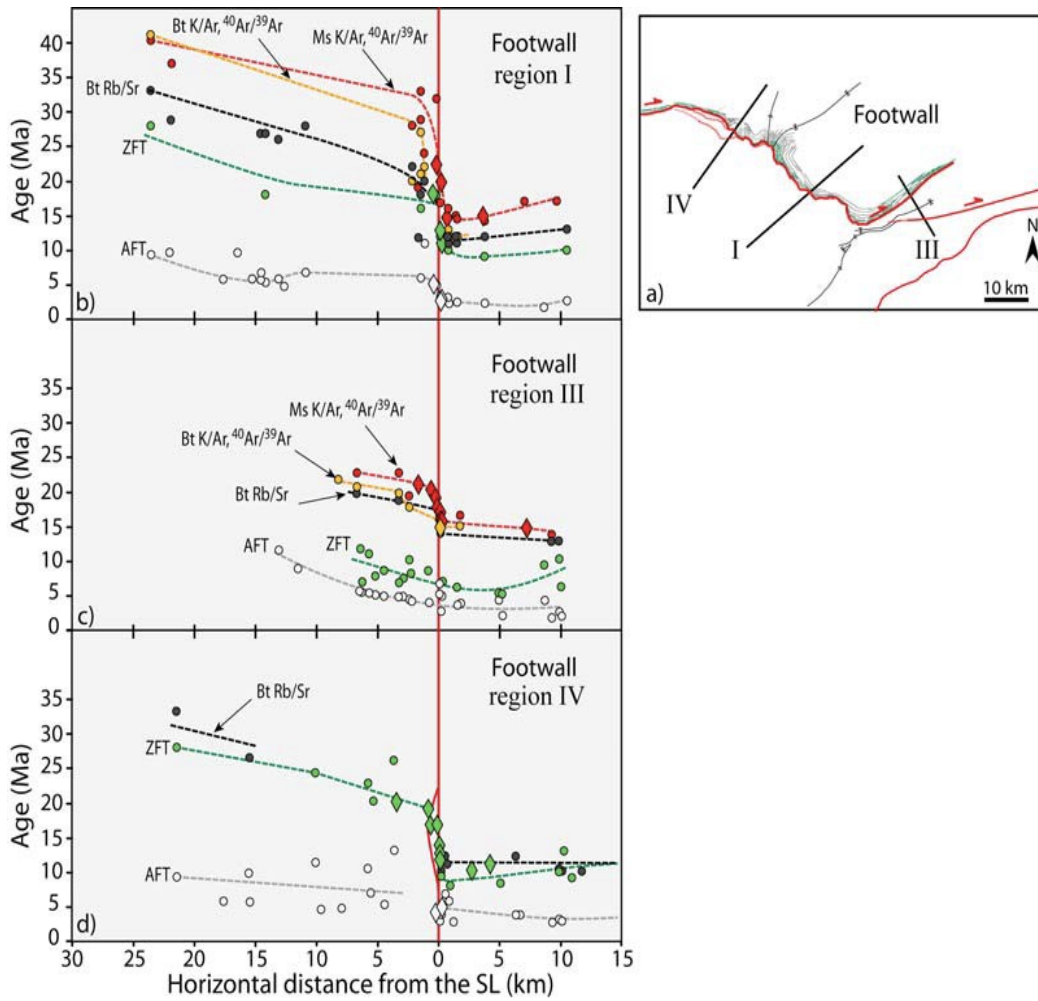 40
35
30
25
20
15
10
5
0
Age (Ma)
Bt K/Ar, ⁴⁰Ar/³⁹Ar
Ms K/Ar, ⁴⁰Ar/³⁹Ar
Bt Rb/Sr
ZFT
AFT
Footwall
region I
b)
Footwall
IV
I
III
N
10 km
a)
35
30
25
20
15
10
5
0
Age (Ma)
Footwall
region III
Ms K/Ar, ⁴⁰Ar/³⁹Ar
Bt K/Ar, ⁴⁰Ar/³⁹Ar
Bt Rb/Sr
ZFT
AFT
c)
35
30
25
20
15
10
5
0
Age (Ma)
Footwall
region IV
Bt Rb/Sr
ZFT
AFT
d)
30 25 20 15 10 5 0 5 10 15
Horizontal distance from the SL (km)